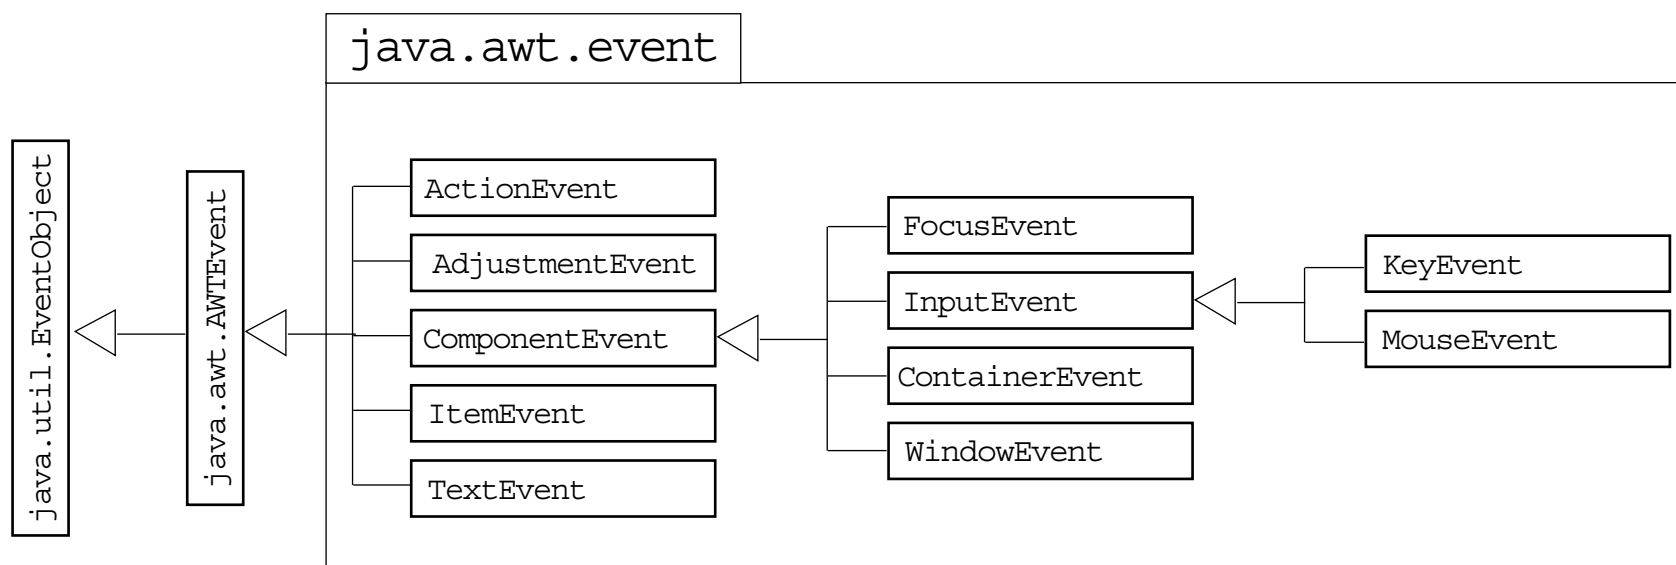 java.awt.event
java.util.EventObject
java.awt.AWTEvent
ActionEvent
AdjustmentEvent
ComponentEvent
ItemEvent
TextEvent
FocusEvent
InputEvent
ContainerEvent
WindowEvent
KeyEvent
MouseEvent